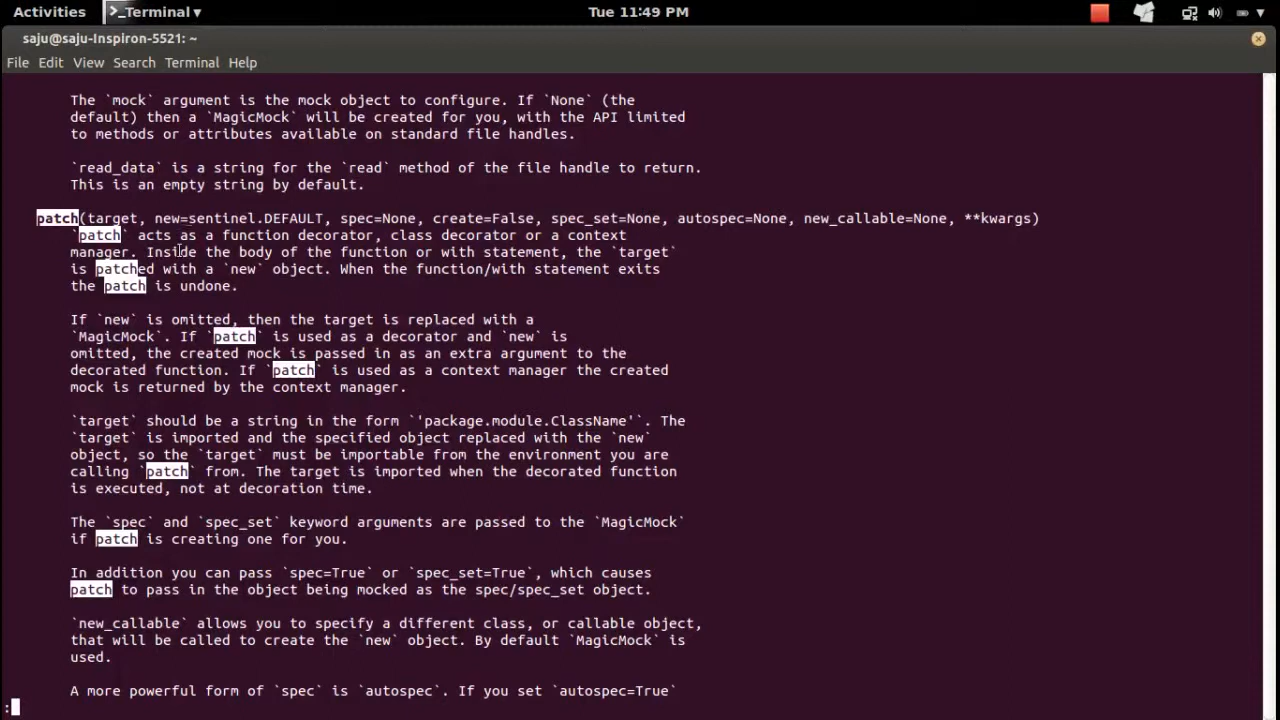 Activities
Terminal
Tue 11:49 PM
saju@saju-Inspiron-5521: ~
File Edit View Search Terminal Help
The `mock` argument is the mock object to configure. If `None` (the
default) then a `MagicMock` will be created for you, with the API limited
to methods or attributes available on standard file handles.
`read_data` is a string for the `read` method of the file handle to return.
This is an empty string by default.
patch(target, new=sentinel.DEFAULT, spec=None, create=False, spec_set=None, autospec=None, new_callable=None, **kwargs)
`patch` acts as a function decorator, class decorator or a context
manager. Inside the body of the function or with statement, the `target`
is patched with a `new` object. When the function/with statement exits
the patch is undone.
If `new` is omitted, then the target is replaced with a
`MagicMock`. If `patch` is used as a decorator and `new` is
omitted, the created mock is passed in as an extra argument to the
decorated function. If `patch` is used as a context manager the created
mock is returned by the context manager.
`target` should be a string in the form `'package.module.ClassName'`. The
`target` is imported and the specified object replaced with the `new`
object, so the `target` must be importable from the environment you are
calling `patch` from. The target is imported when the decorated function
is executed, not at decoration time.
The `spec` and `spec_set` keyword arguments are passed to the `MagicMock`
if patch is creating one for you.
In addition you can pass `spec=True` or `spec_set=True`, which causes
patch to pass in the object being mocked as the spec/spec_set object.
`new_callable` allows you to specify a different class, or callable object,
that will be called to create the `new` object. By default `MagicMock` is
used.
A more powerful form of `spec` is `autospec`. If you set `autospec=True`
: